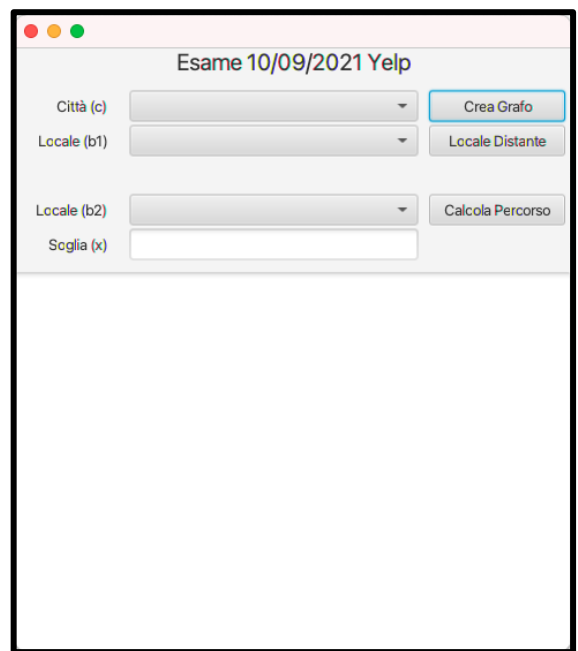 Esame 10/09/2021 Yelp
Città (c) Crea Grafo
Locale (b1) Locale Distante
Locale (b2) Calcola Percorso
Soglia (x)